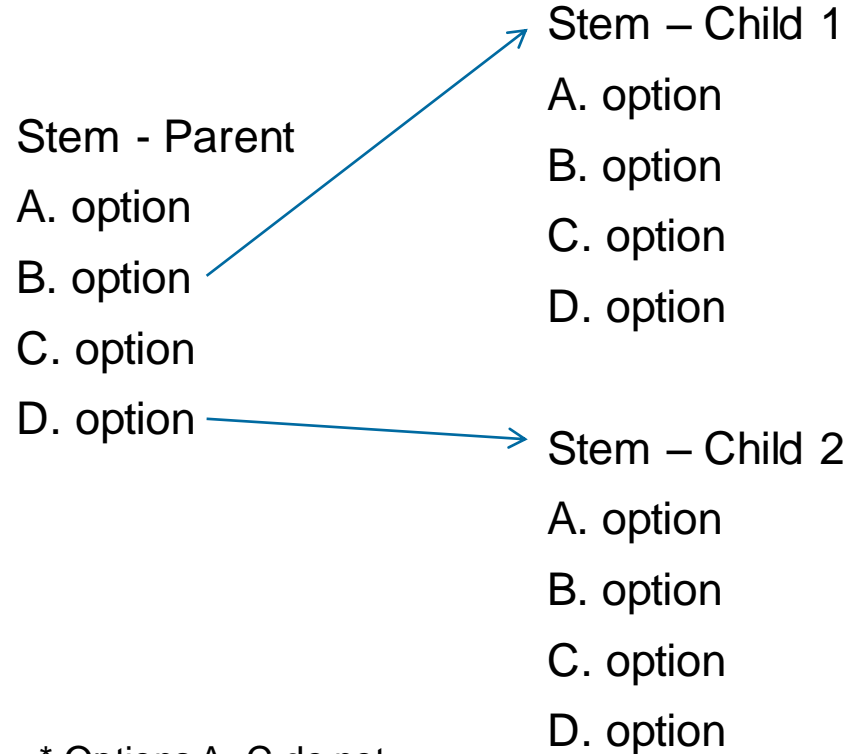 Stem - Parent
A. option
B. option
C. option
D. option
Stem – Child 1
A. option
B. option
C. option
D. option
Stem – Child 2
A. option
B. option
C. option
D. option
* Options A, C do not